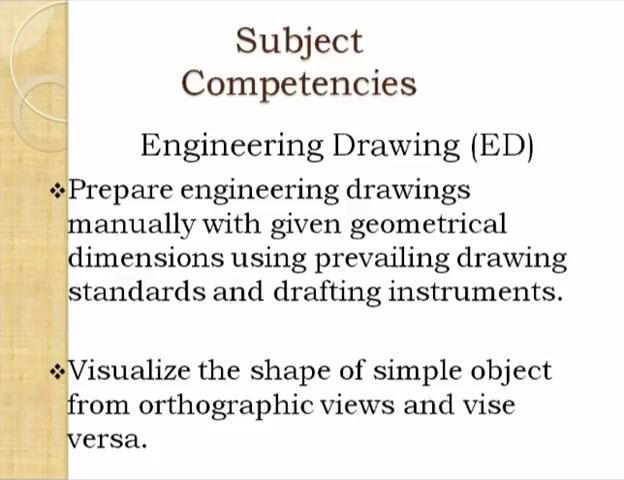 Subject
Competencies
Engineering Drawing (ED)
❖Prepare engineering drawings
manually with given geometrical
dimensions using prevailing drawing
standards and drafting instruments.
❖Visualize the shape of simple object
from orthographic views and vise
versa.